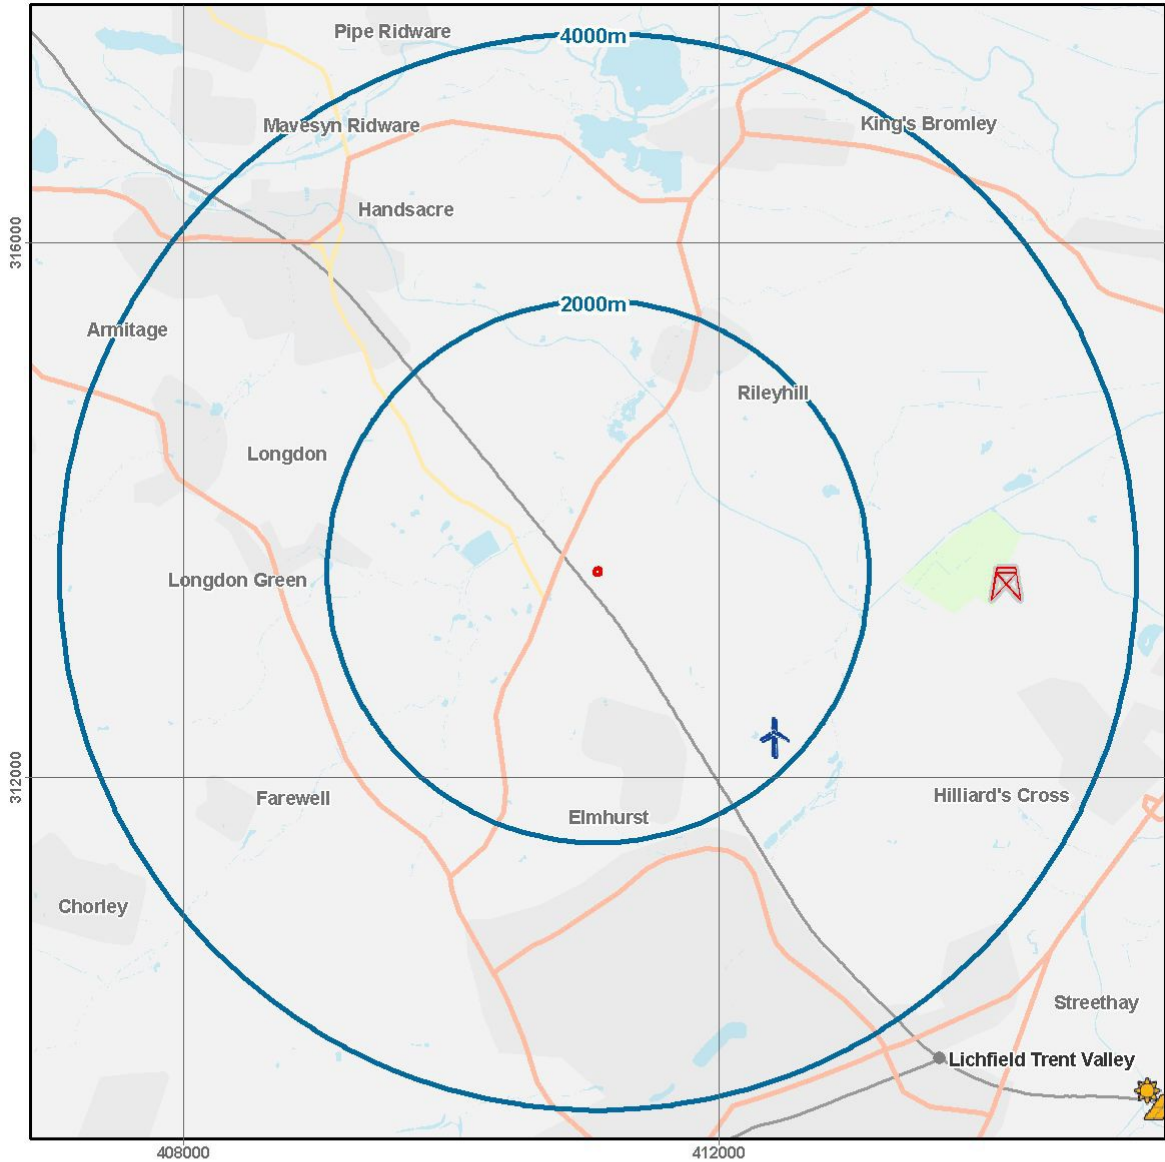 Pipe Ridware
4000m
Mavesyn Ridware
King's Bromley
Handsacre
316000
2000m
Armitage
Rileyhill
Longdon
Longdon Green
312000
Farewell
Hilliard's Cross
Elmhurst
Chorley
Streethay
Lichfield Trent Valley
408000
412000